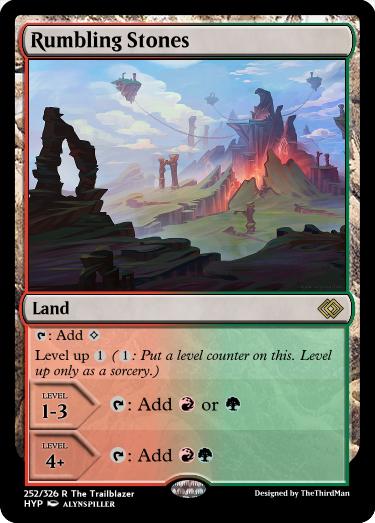 Rumbling Stones
Land
: Add
Level up 1 ( 1 : Put a level counter on this. Level
up only as a sorcery.)
LEVEL
1-3
: Add or
LEVEL
4+
: Add
252/326 R The Trailblazer
HYP ALYNSPILLER
Designed by TheThirdMan